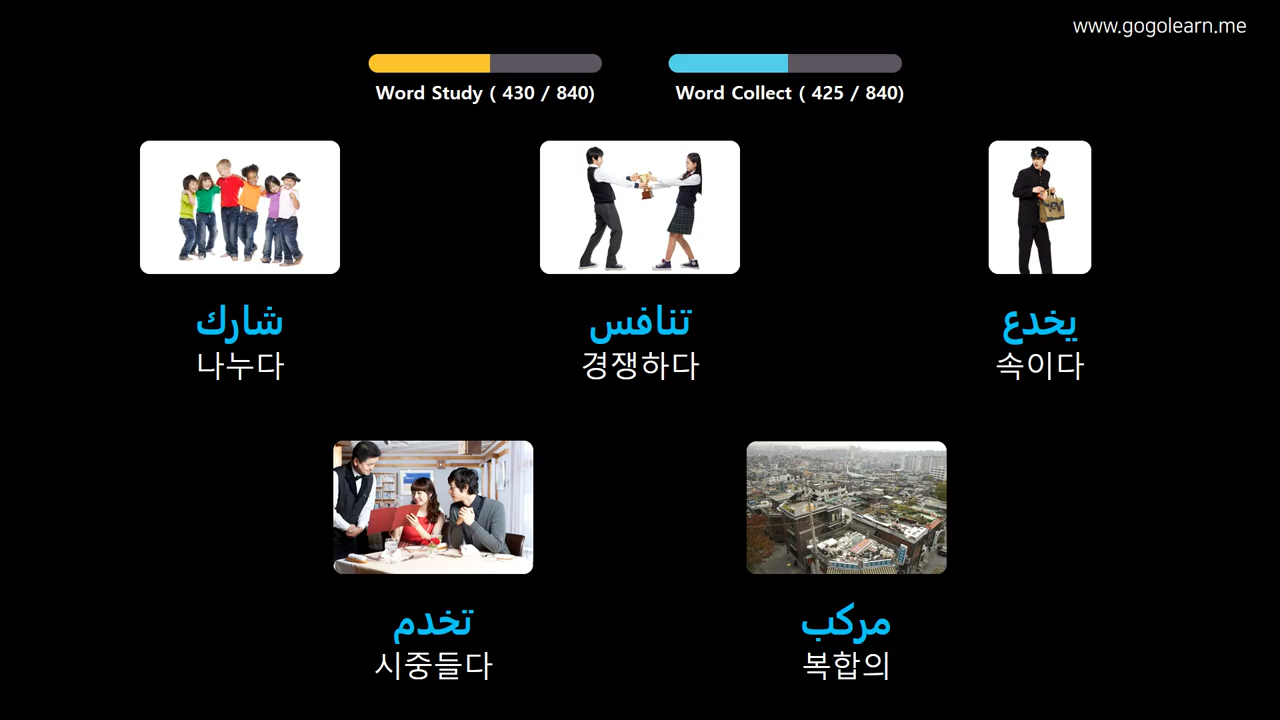 www.gogolearn.me
Word Study ( 430 / 840)
Word Collect ( 425 / 840)
شارك
나누다
تنافس
경쟁하다
يخدع
속이다
تخدم
시중들다
مركب
복합의